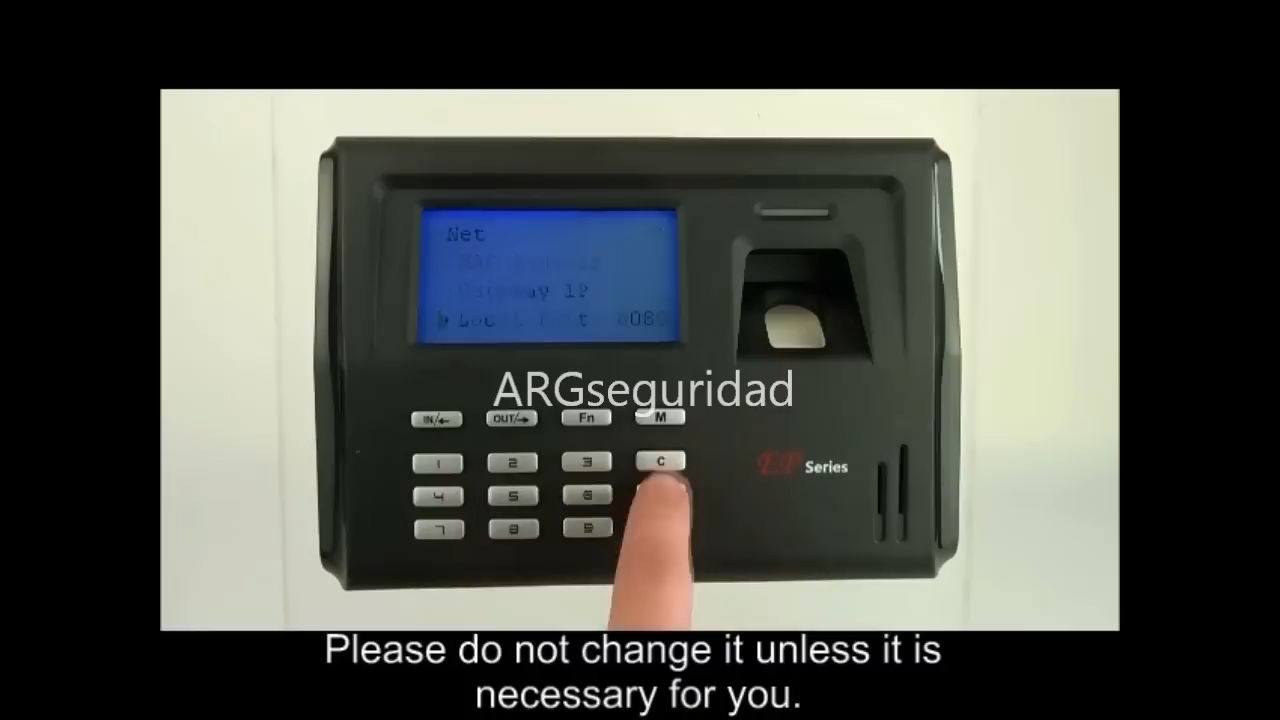 Net
Gateway IP
ARGseguridad
IN/← OUT/→ Fn M
1 2 3 C
4 5 6
7 8 9
EP Series
Please do not change it unless it is
necessary for you.